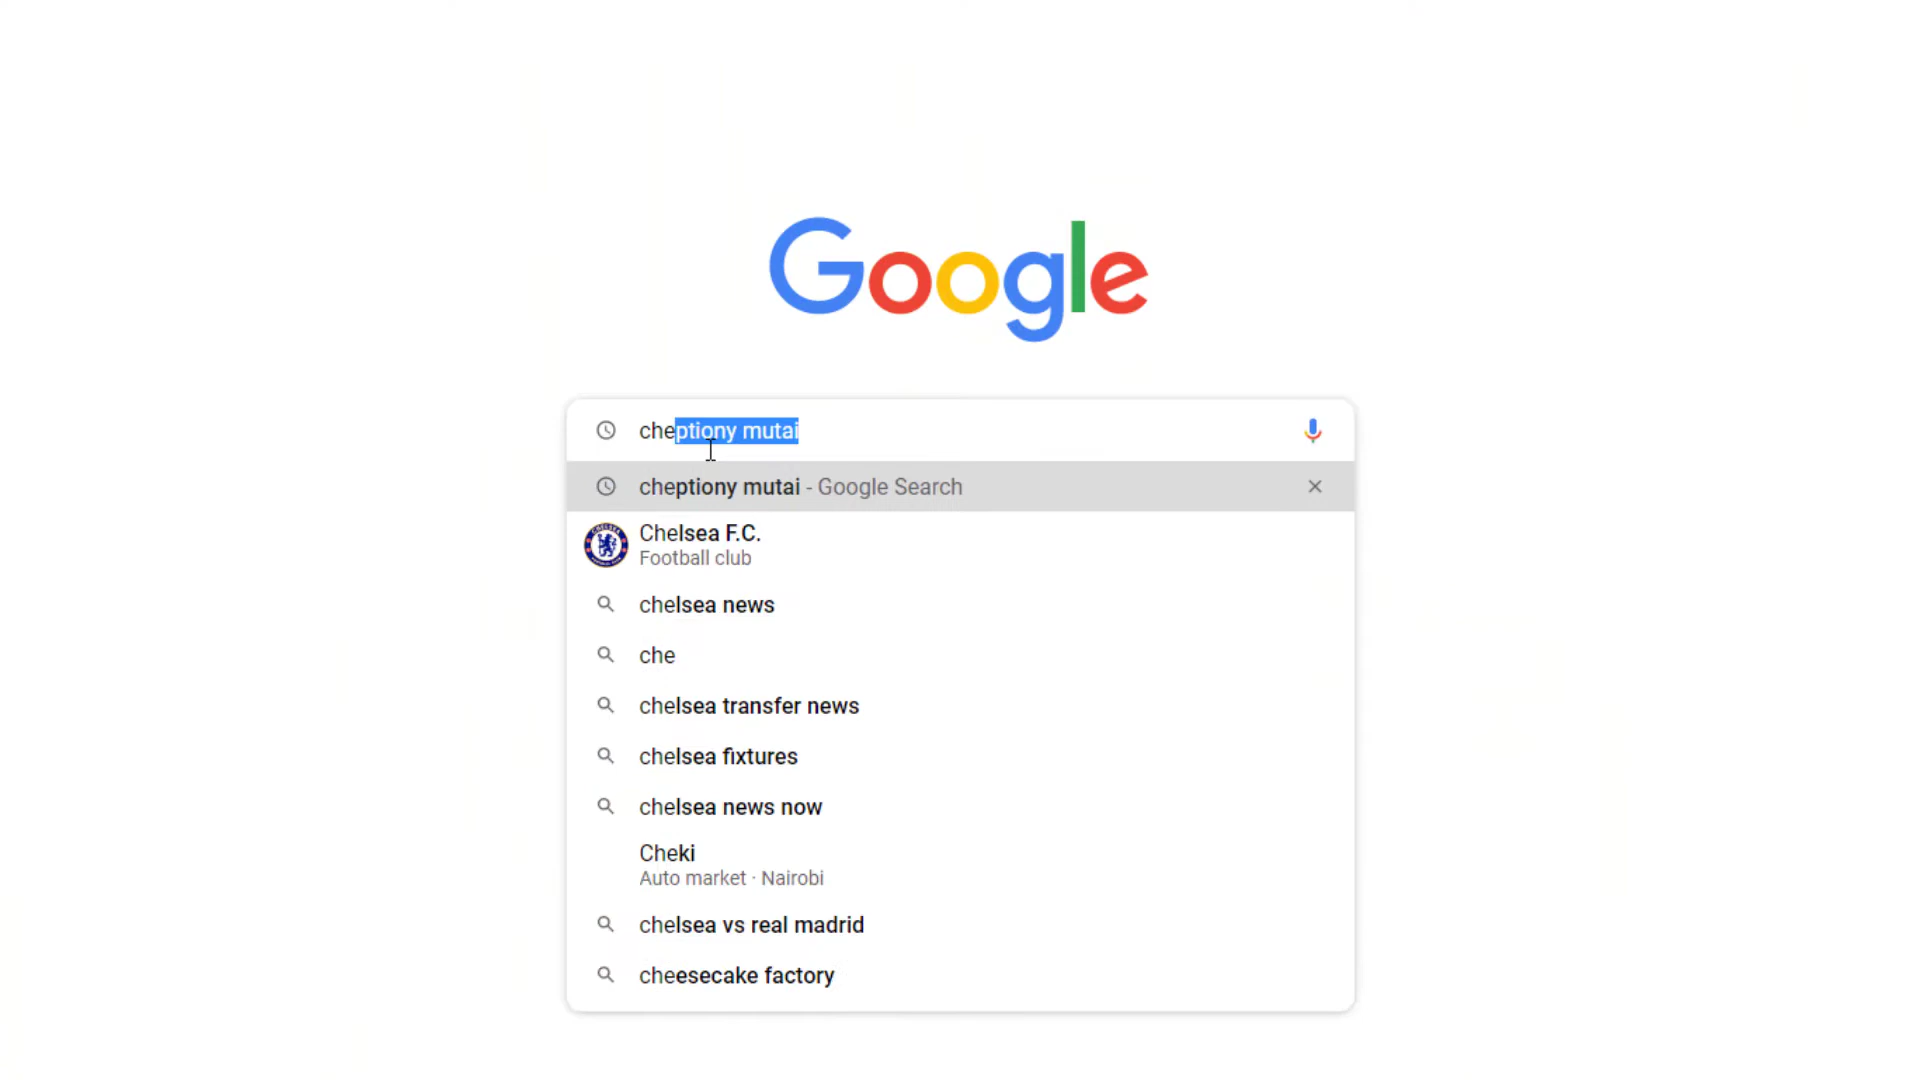 Google
cheptiony mutai
cheptiony mutai - Google Search
Chelsea F.C.
Football club
chelsea news
che
chelsea transfer news
chelsea fixtures
chelsea news now
Cheki
Auto market · Nairobi
chelsea vs real madrid
cheesecake factory